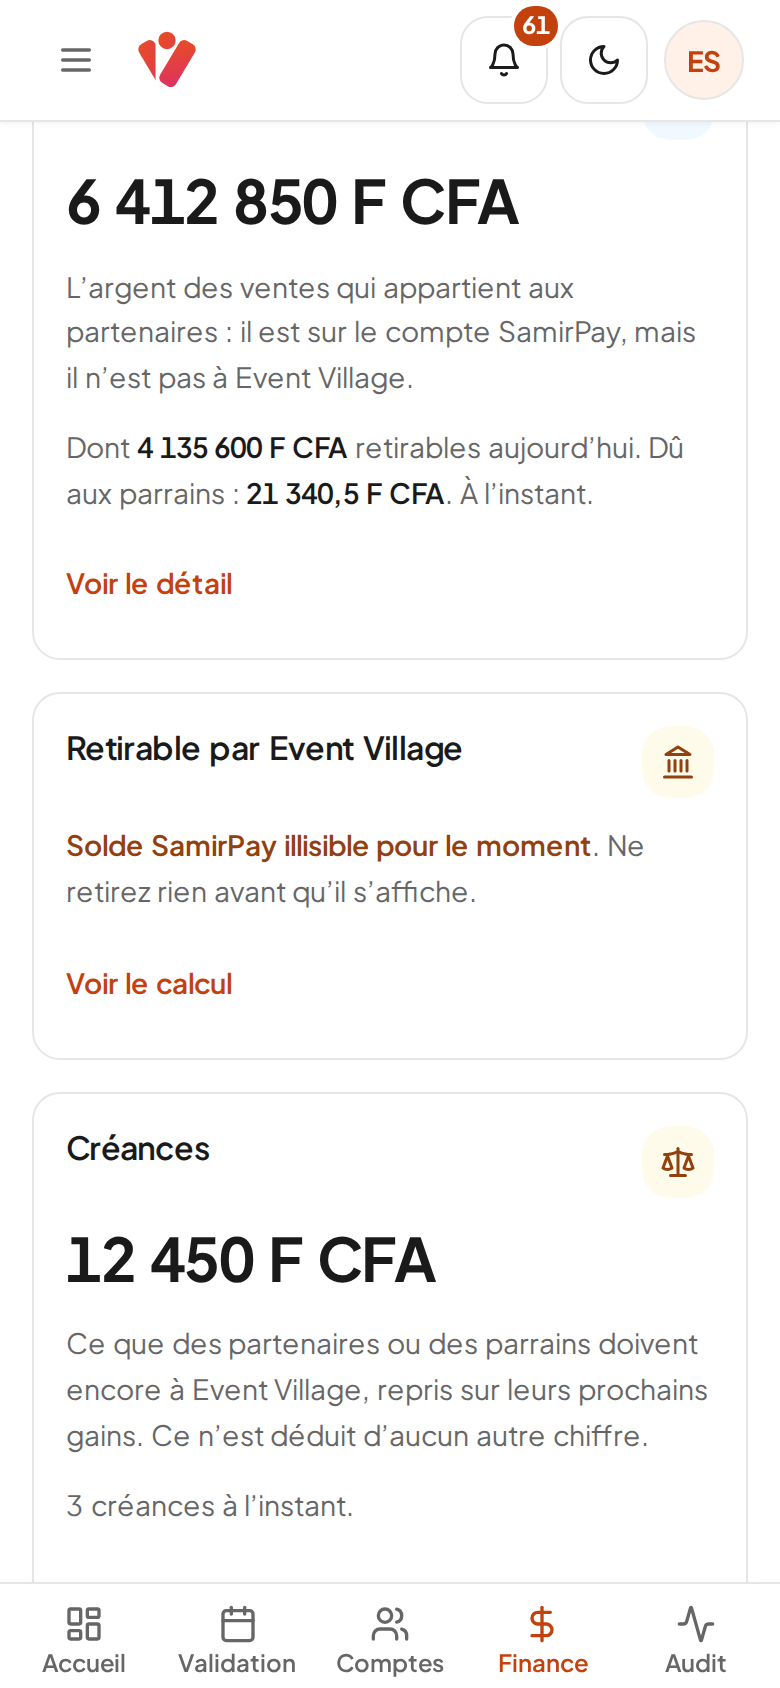 61
ES
6 412 850 F CFA
L’argent des ventes qui appartient aux
partenaires : il est sur le compte SamirPay, mais
il n’est pas à Event Village.
Dont 4 135 600 F CFA retirables aujourd’hui. Dû
aux parrains : 21 340,5 F CFA. À l’instant.
Voir le détail
Retirable par Event Village
Solde SamirPay illisible pour le moment. Ne
retirez rien avant qu’il s’affiche.
Voir le calcul
Créances
12 450 F CFA
Ce que des partenaires ou des parrains doivent
encore à Event Village, repris sur leurs prochains
gains. Ce n’est déduit d’aucun autre chiffre.
3 créances à l’instant.
Accueil
Validation
Comptes
Finance
Audit